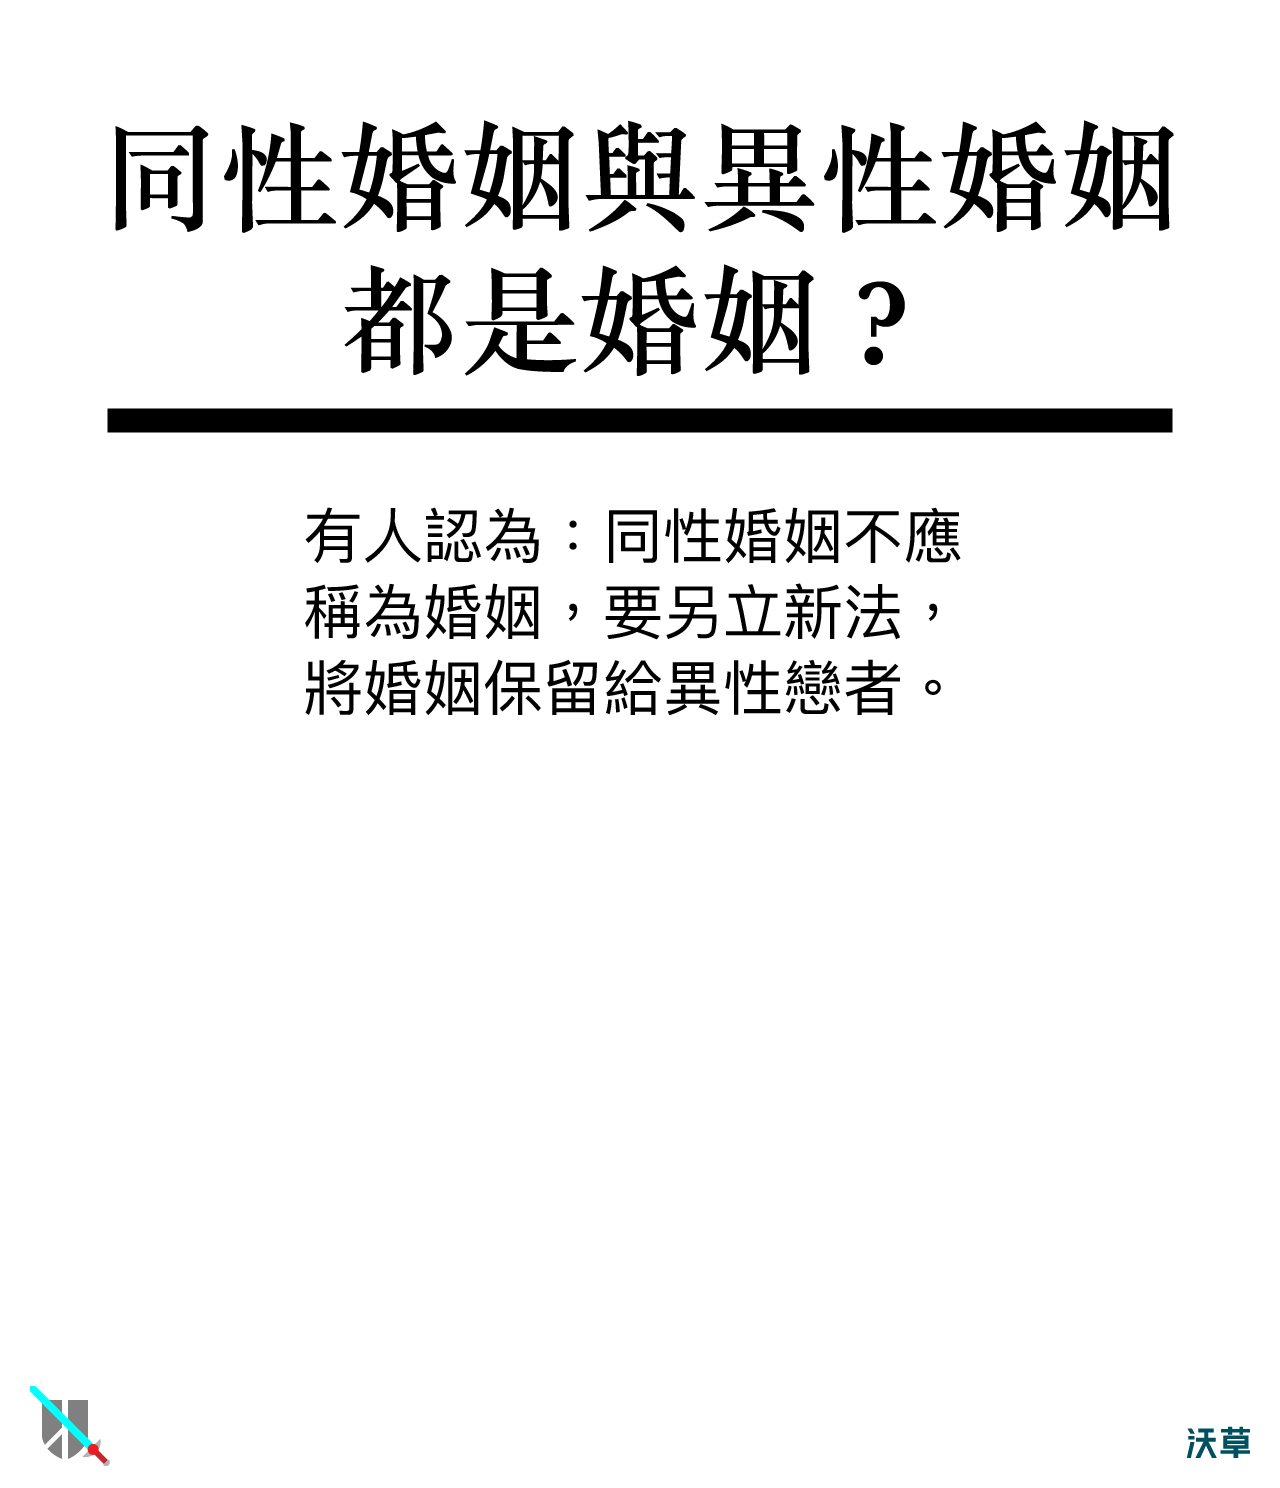 同性婚姻與異性婚姻
都是婚姻？
有人認為：同性婚姻不應
稱為婚姻，要另立新法，
將婚姻保留給異性戀者。
沃草